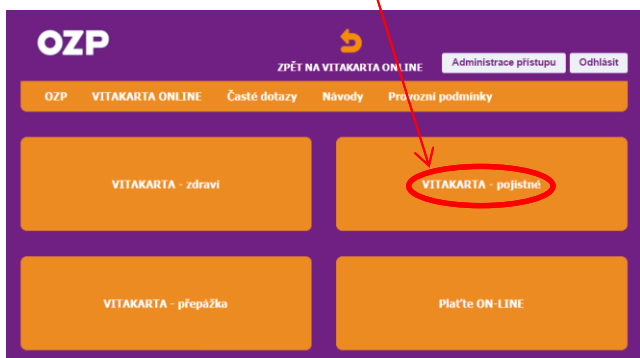 OZP
ZPĚT NA VITAKARTA ONLINE
Administrace přístupu
Odhlásit
OZP VITAKARTA ONLINE Časté dotazy Návody Provozní podmínky
VITAKARTA - zdraví
VITAKARTA - pojistné
VITAKARTA - přepážka
Plaťte ON-LINE